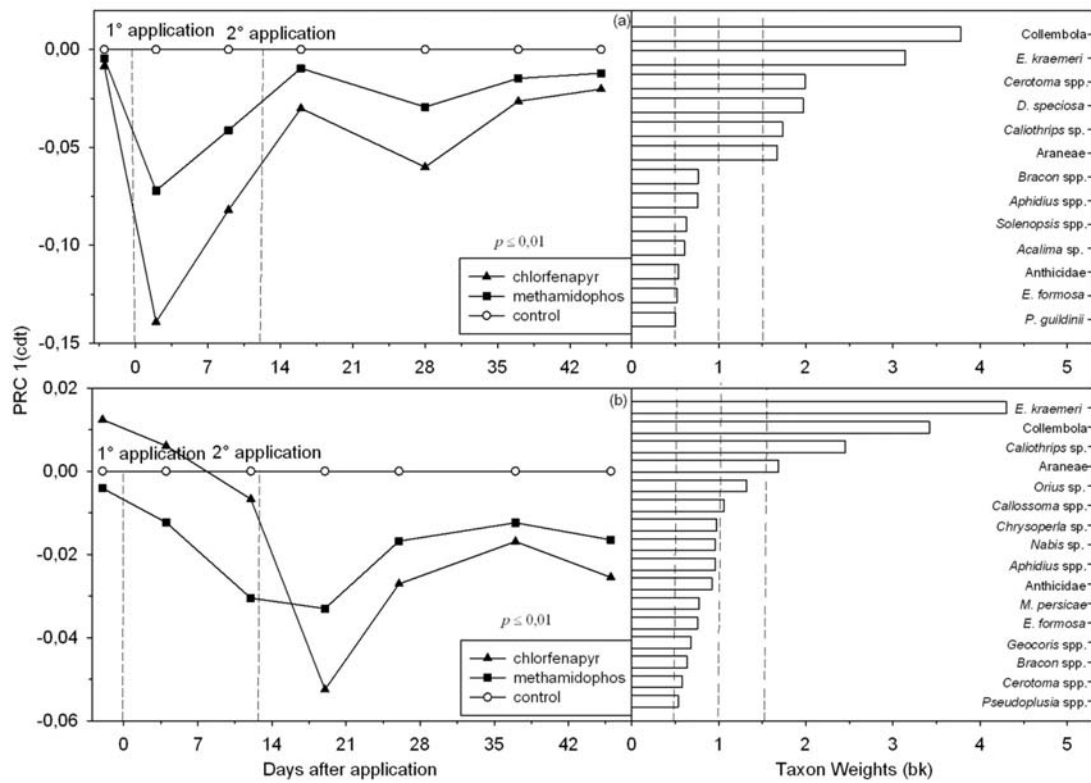 1° application
2° application
(a)
0,00
-0,05
-0,10
-0,15
p ≤ 0,01
chlorfenapyr
methamidophos
control
0 7 14 21 28 35 42
Collembola
E. kraemeri
Cerotoma spp.
D. speciosa
Caliothrips sp.
Araneae
Bracon spp.
Aphidius spp.
Solenopsis spp.
Acalima sp.
Anthicidae
E. formosa
P. guildinii
0 1 2 3 4 5
PRC 1(cdt)
1° application
2° application
(b)
0,02
0,00
-0,02
-0,04
-0,06
p ≤ 0,01
chlorfenapyr
methamidophos
control
0 7 14 21 28 35 42
Days after application
E. kraemeri
Collembola
Caliothrips sp.
Araneae
Orius sp.
Callossoma spp.
Chrysoperla sp.
Nabis sp.
Aphidius spp.
Anthicidae
M. persicae
E. formosa
Geocoris spp.
Bracon spp.
Cerotoma spp.
Pseudoplusia spp.
0 1 2 3 4 5
Taxon Weights (bk)